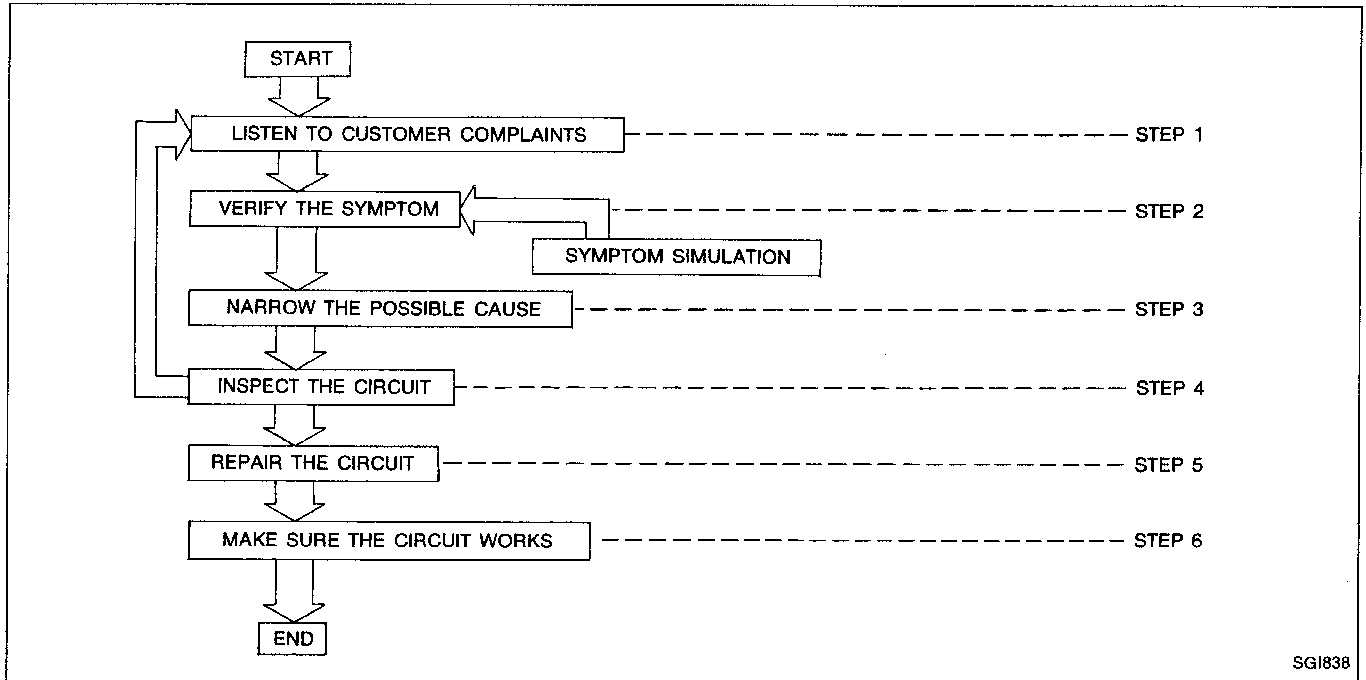 START
LISTEN TO CUSTOMER COMPLAINTS
STEP 1
VERIFY THE SYMPTOM
STEP 2
SYMPTOM SIMULATION
NARROW THE POSSIBLE CAUSE
STEP 3
INSPECT THE CIRCUIT
STEP 4
REPAIR THE CIRCUIT
STEP 5
MAKE SURE THE CIRCUIT WORKS
STEP 6
END
SGI838